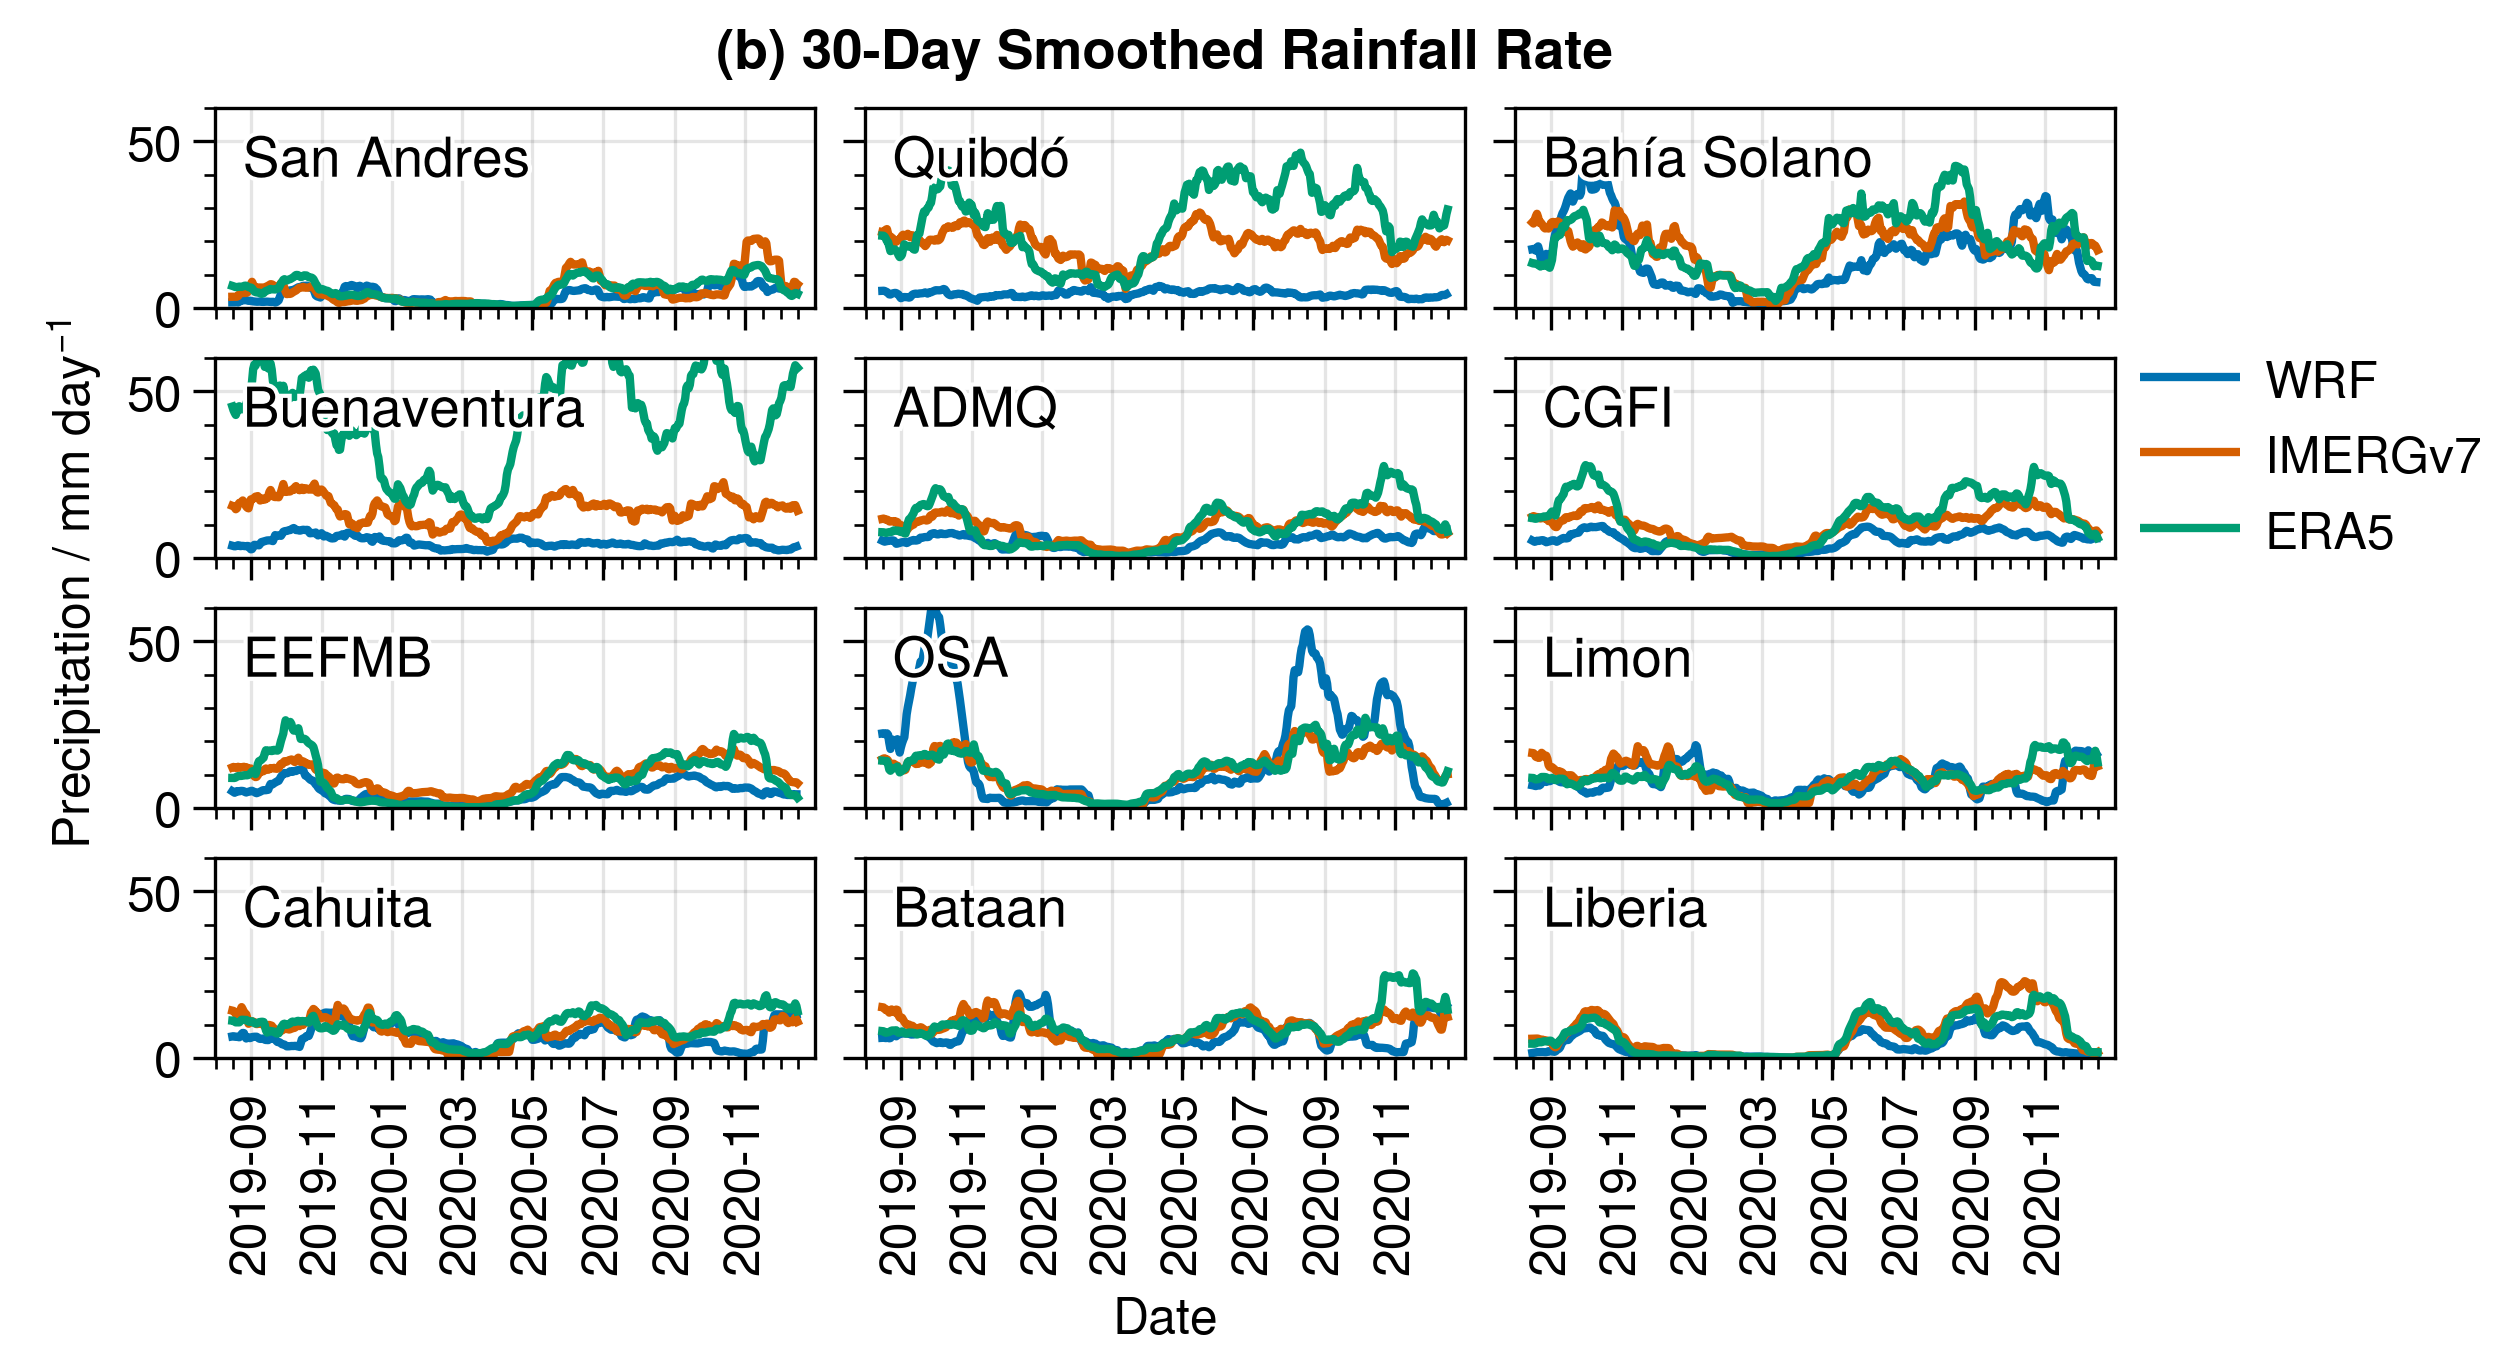 (b) 30-Day Smoothed Rainfall Rate
Precipitation / mm day⁻¹
50
0
San Andres
Quibdó
Bahía Solano
50
0
Buenaventura
ADMQ
CGFI
WRF
IMERGv7
ERA5
50
0
EEFMB
OSA
Limon
50
0
Cahuita
Bataan
Liberia
2019-09
2019-11
2020-01
2020-03
2020-05
2020-07
2020-09
2020-11
2019-09
2019-11
2020-01
2020-03
2020-05
2020-07
2020-09
2020-11
2019-09
2019-11
2020-01
2020-03
2020-05
2020-07
2020-09
2020-11
Date